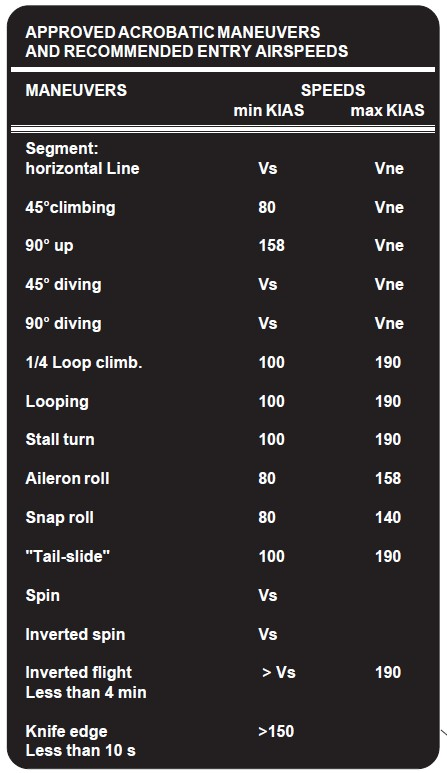 APPROVED ACROBATIC MANEUVERS
AND RECOMMENDED ENTRY AIRSPEEDS
MANEUVERS SPEEDS
min KIAS max KIAS
Segment:
horizontal Line Vs Vne
45°climbing 80 Vne
90° up 158 Vne
45° diving Vs Vne
90° diving Vs Vne
1/4 Loop climb. 100 190
Looping 100 190
Stall turn 100 190
Aileron roll 80 158
Snap roll 80 140
"Tail-slide" 100 190
Spin Vs
Inverted spin Vs
Inverted flight > Vs 190
Less than 4 min
Knife edge >150
Less than 10 s